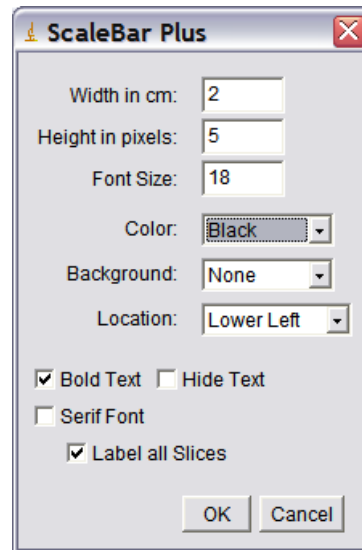 ScaleBar Plus
Width in cm: 2
Height in pixels: 5
Font Size: 18
Color: Black
Background: None
Location: Lower Left
Bold Text Hide Text
Serif Font
Label all Slices
OK Cancel